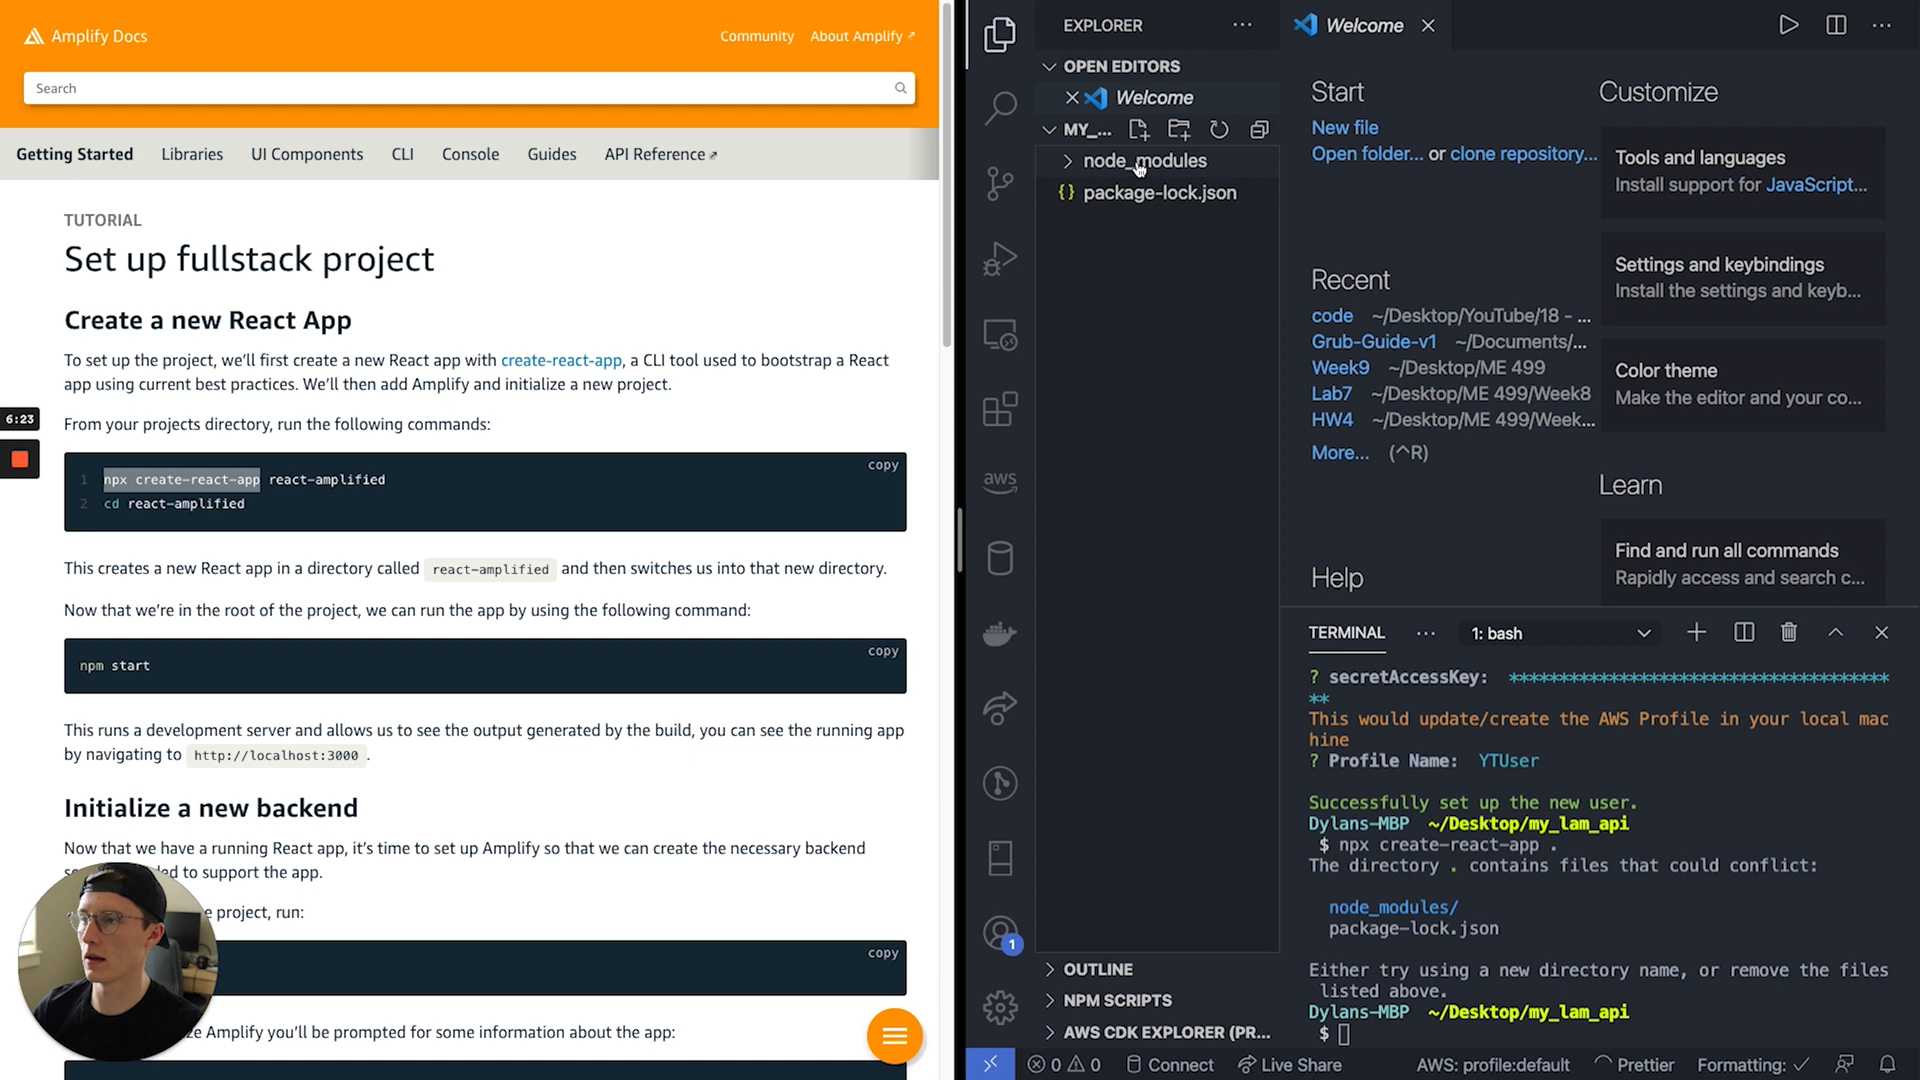 Amplify Docs
Community
About Amplify ↗
Search
Getting Started
Libraries
UI Components
CLI
Console
Guides
API Reference ↗
TUTORIAL
Set up fullstack project
Create a new React App
To set up the project, we’ll first create a new React app with create-react-app, a CLI tool used to bootstrap a React
app using current best practices. We’ll then add Amplify and initialize a new project.
From your projects directory, run the following commands:
copy
1 npx create-react-app react-amplified
2 cd react-amplified
This creates a new React app in a directory called react-amplified and then switches us into that new directory.
Now that we’re in the root of the project, we can run the app by using the following command:
copy
npm start
This runs a development server and allows us to see the output generated by the build, you can see the running app
by navigating to http://localhost:3000 .
Initialize a new backend
Now that we have a running React app, it’s time to set up Amplify so that we can create the necessary backend
ed to support the app.
e project, run:
copy
ze Amplify you’ll be prompted for some information about the app:
6:23
EXPLORER
OPEN EDITORS
Welcome
MY_...
node_modules
{} package-lock.json
OUTLINE
NPM SCRIPTS
AWS CDK EXPLORER (PR...
aws
1
Welcome
Start
New file
Open folder... or clone repository...
Recent
code ~/Desktop/YouTube/18 - ...
Grub-Guide-v1 ~/Documents/...
Week9 ~/Desktop/ME 499
Lab7 ~/Desktop/ME 499/Week8
HW4 ~/Desktop/ME 499/Week...
More... (^R)
Help
Customize
Tools and languages
Install support for JavaScript...
Settings and keybindings
Install the settings and keyb...
Color theme
Make the editor and your co...
Learn
Find and run all commands
Rapidly access and search c...
TERMINAL
1: bash
? secretAccessKey: **************************************
**
This would update/create the AWS Profile in your local mac
hine
? Profile Name: YTUser
Successfully set up the new user.
Dylans-MBP ~/Desktop/my_lam_api
$ npx create-react-app .
The directory . contains files that could conflict:
node_modules/
package-lock.json
Either try using a new directory name, or remove the files
listed above.
Dylans-MBP ~/Desktop/my_lam_api
$
0
0
Connect
Live Share
AWS: profile:default
Prettier
Formatting: ✓